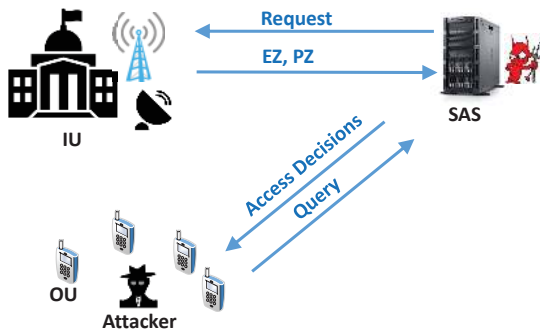 Request
EZ, PZ
IU
SAS
Access Decisions
Query
OU
Attacker